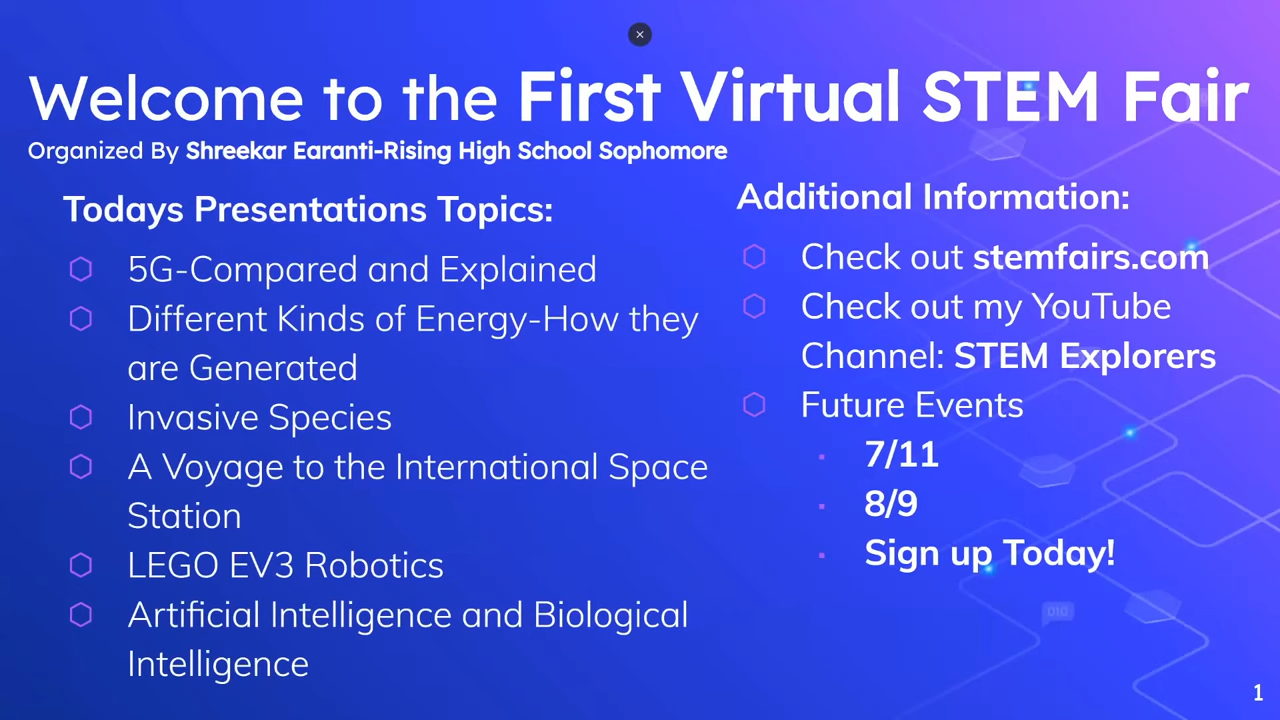 Welcome to the First Virtual STEM Fair
Organized By Shreekar Earanti-Rising High School Sophomore
Todays Presentations Topics:
5G-Compared and Explained
Different Kinds of Energy-How they
are Generated
Invasive Species
A Voyage to the International Space
Station
LEGO EV3 Robotics
Artificial Intelligence and Biological
Intelligence
Additional Information:
Check out stemfairs.com
Check out my YouTube
Channel: STEM Explorers
Future Events
7/11
8/9
Sign up Today!
010
1